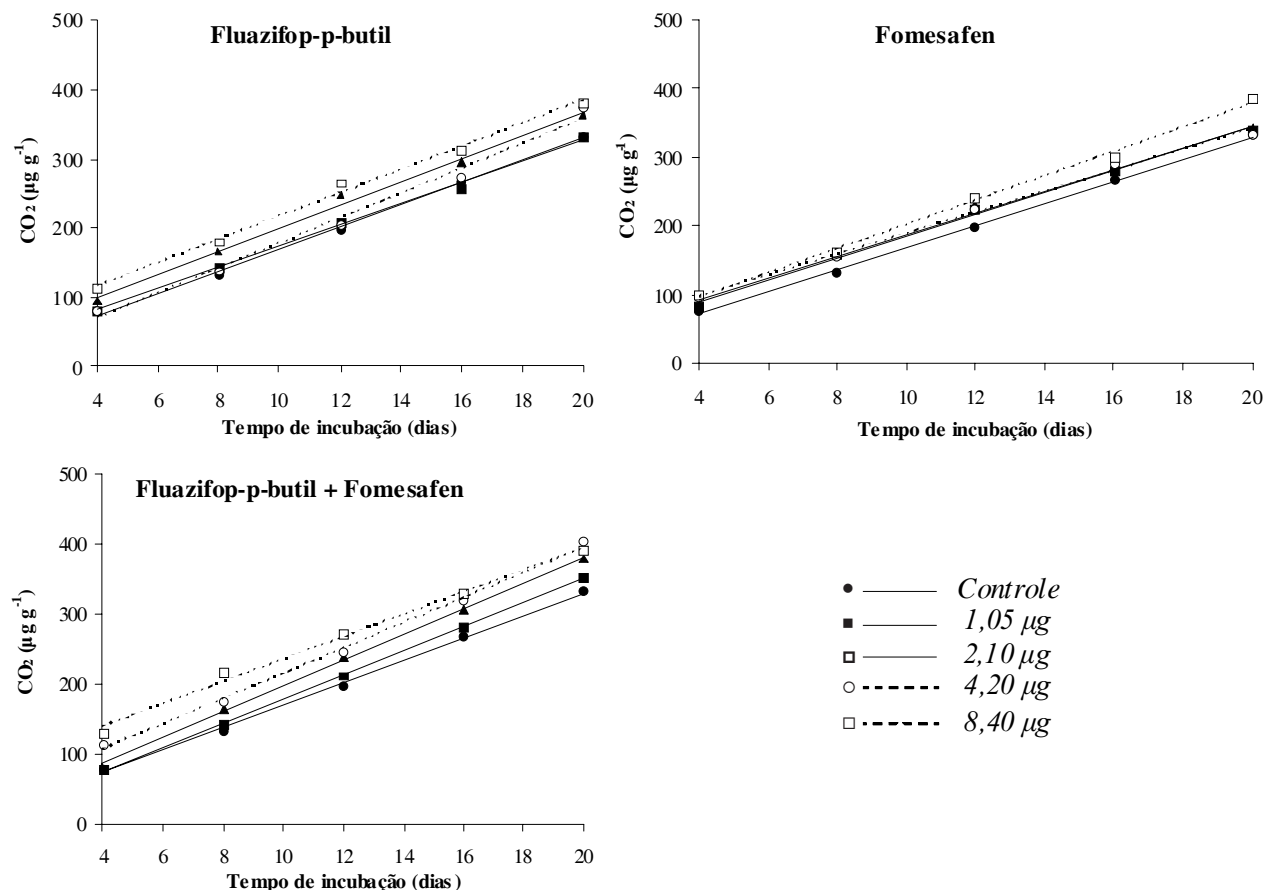 Fluazifop-p-butil
500
400
300
200
100
0
CO₂ (µg g⁻¹)
4 6 8 10 12 14 16 18 20
Tempo de incubação (dias)
Fomesafen
500
400
300
200
100
0
CO₂ (µg g⁻¹)
4 6 8 10 12 14 16 18 20
Tempo de incubação (dias)
Fluazifop-p-butil + Fomesafen
500
400
300
200
100
0
CO₂ (µg g⁻¹)
4 6 8 10 12 14 16 18 20
Tempo de incubação (dias)
Controle
1,05 µg
2,10 µg
4,20 µg
8,40 µg